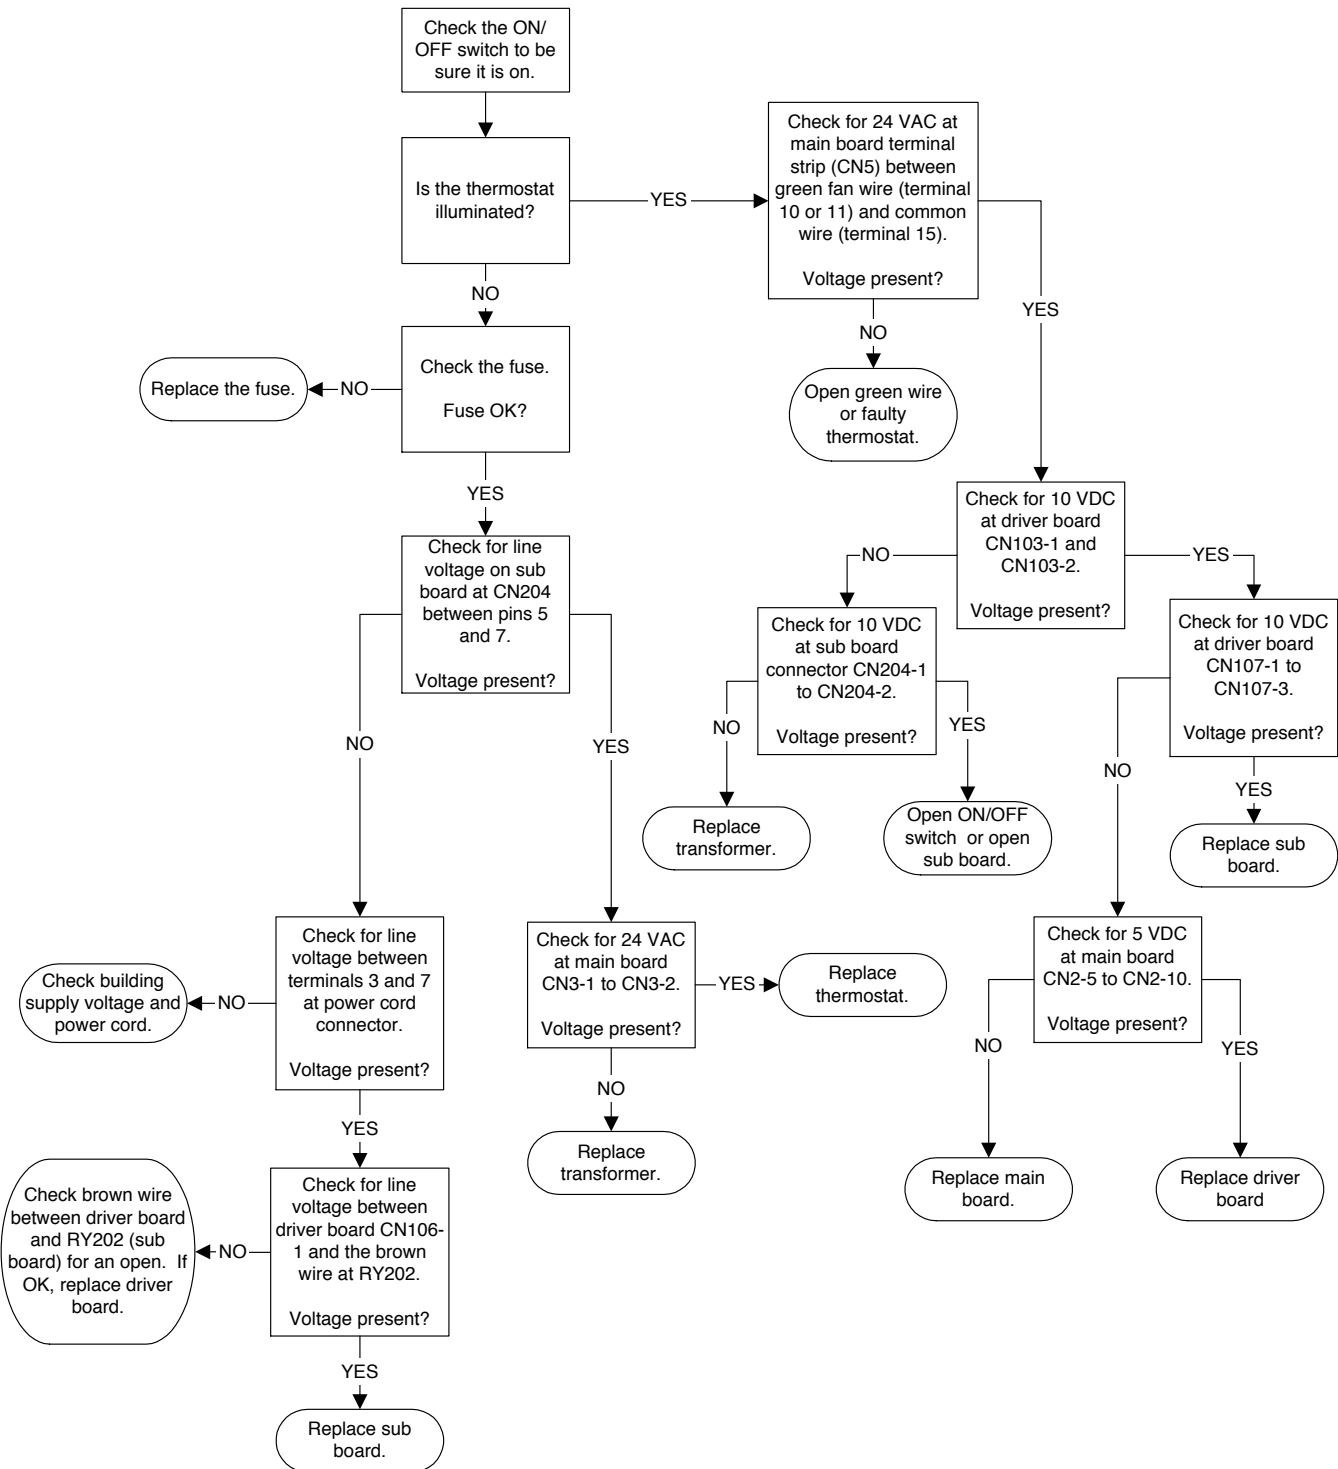 Check the ON/
OFF switch to be
sure it is on.
Is the thermostat
illuminated?
YES
Check for 24 VAC at
main board terminal
strip (CN5) between
green fan wire (terminal
10 or 11) and common
wire (terminal 15).
Voltage present?
NO
YES
NO
Check the fuse.
Fuse OK?
NO
Replace the fuse.
Open green wire
or faulty
thermostat.
YES
Check for line
voltage on sub
board at CN204
between pins 5
and 7.
Voltage present?
Check for 10 VDC
at driver board
CN103-1 and
CN103-2.
Voltage present?
NO
YES
Check for 10 VDC
at sub board
connector CN204-1
to CN204-2.
Voltage present?
Check for 10 VDC
at driver board
CN107-1 to
CN107-3.
Voltage present?
NO
YES
NO
YES
NO
YES
Replace
transformer.
Open ON/OFF
switch or open
sub board.
Replace sub
board.
Check for line
voltage between
terminals 3 and 7
at power cord
connector.
Voltage present?
NO
Check building
supply voltage and
power cord.
Check for 24 VAC
at main board
CN3-1 to CN3-2.
Voltage present?
YES
Replace
thermostat.
Check for 5 VDC
at main board
CN2-5 to CN2-10.
Voltage present?
NO
YES
NO
YES
Replace
transformer.
Replace main
board.
Replace driver
board
Check for line
voltage between
driver board CN106-
1 and the brown
wire at RY202.
Voltage present?
NO
Check brown wire
between driver board
and RY202 (sub
board) for an open. If
OK, replace driver
board.
YES
Replace sub
board.